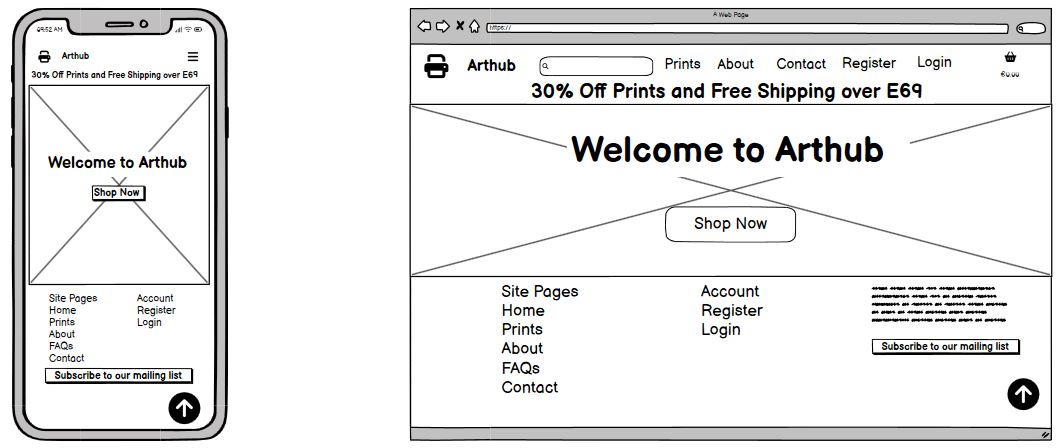 09:52 AM
Arthub
30% Off Prints and Free Shipping over E69
Welcome to Arthub
Shop Now
Site Pages
Home
Prints
About
FAQs
Contact
Account
Register
Login
Subscribe to our mailing list
A Web Page
https://
Arthub
Prints About Contact Register Login
€0.00
30% Off Prints and Free Shipping over E69
Welcome to Arthub
Shop Now
Site Pages
Home
Prints
About
FAQs
Contact
Account
Register
Login
Subscribe to our mailing list